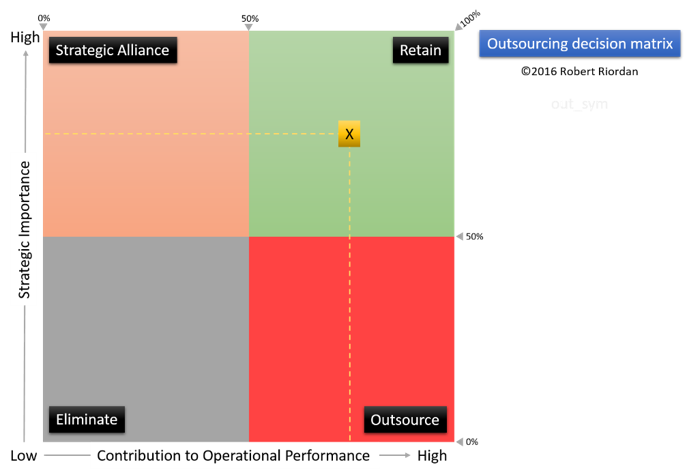 0%
50%
100%
High
Strategic Alliance
Retain
Outsourcing decision matrix
©2016 Robert Riordan
out_sym
X
Strategic Importance
50%
Eliminate
Outsource
0%
Low
Contribution to Operational Performance
High